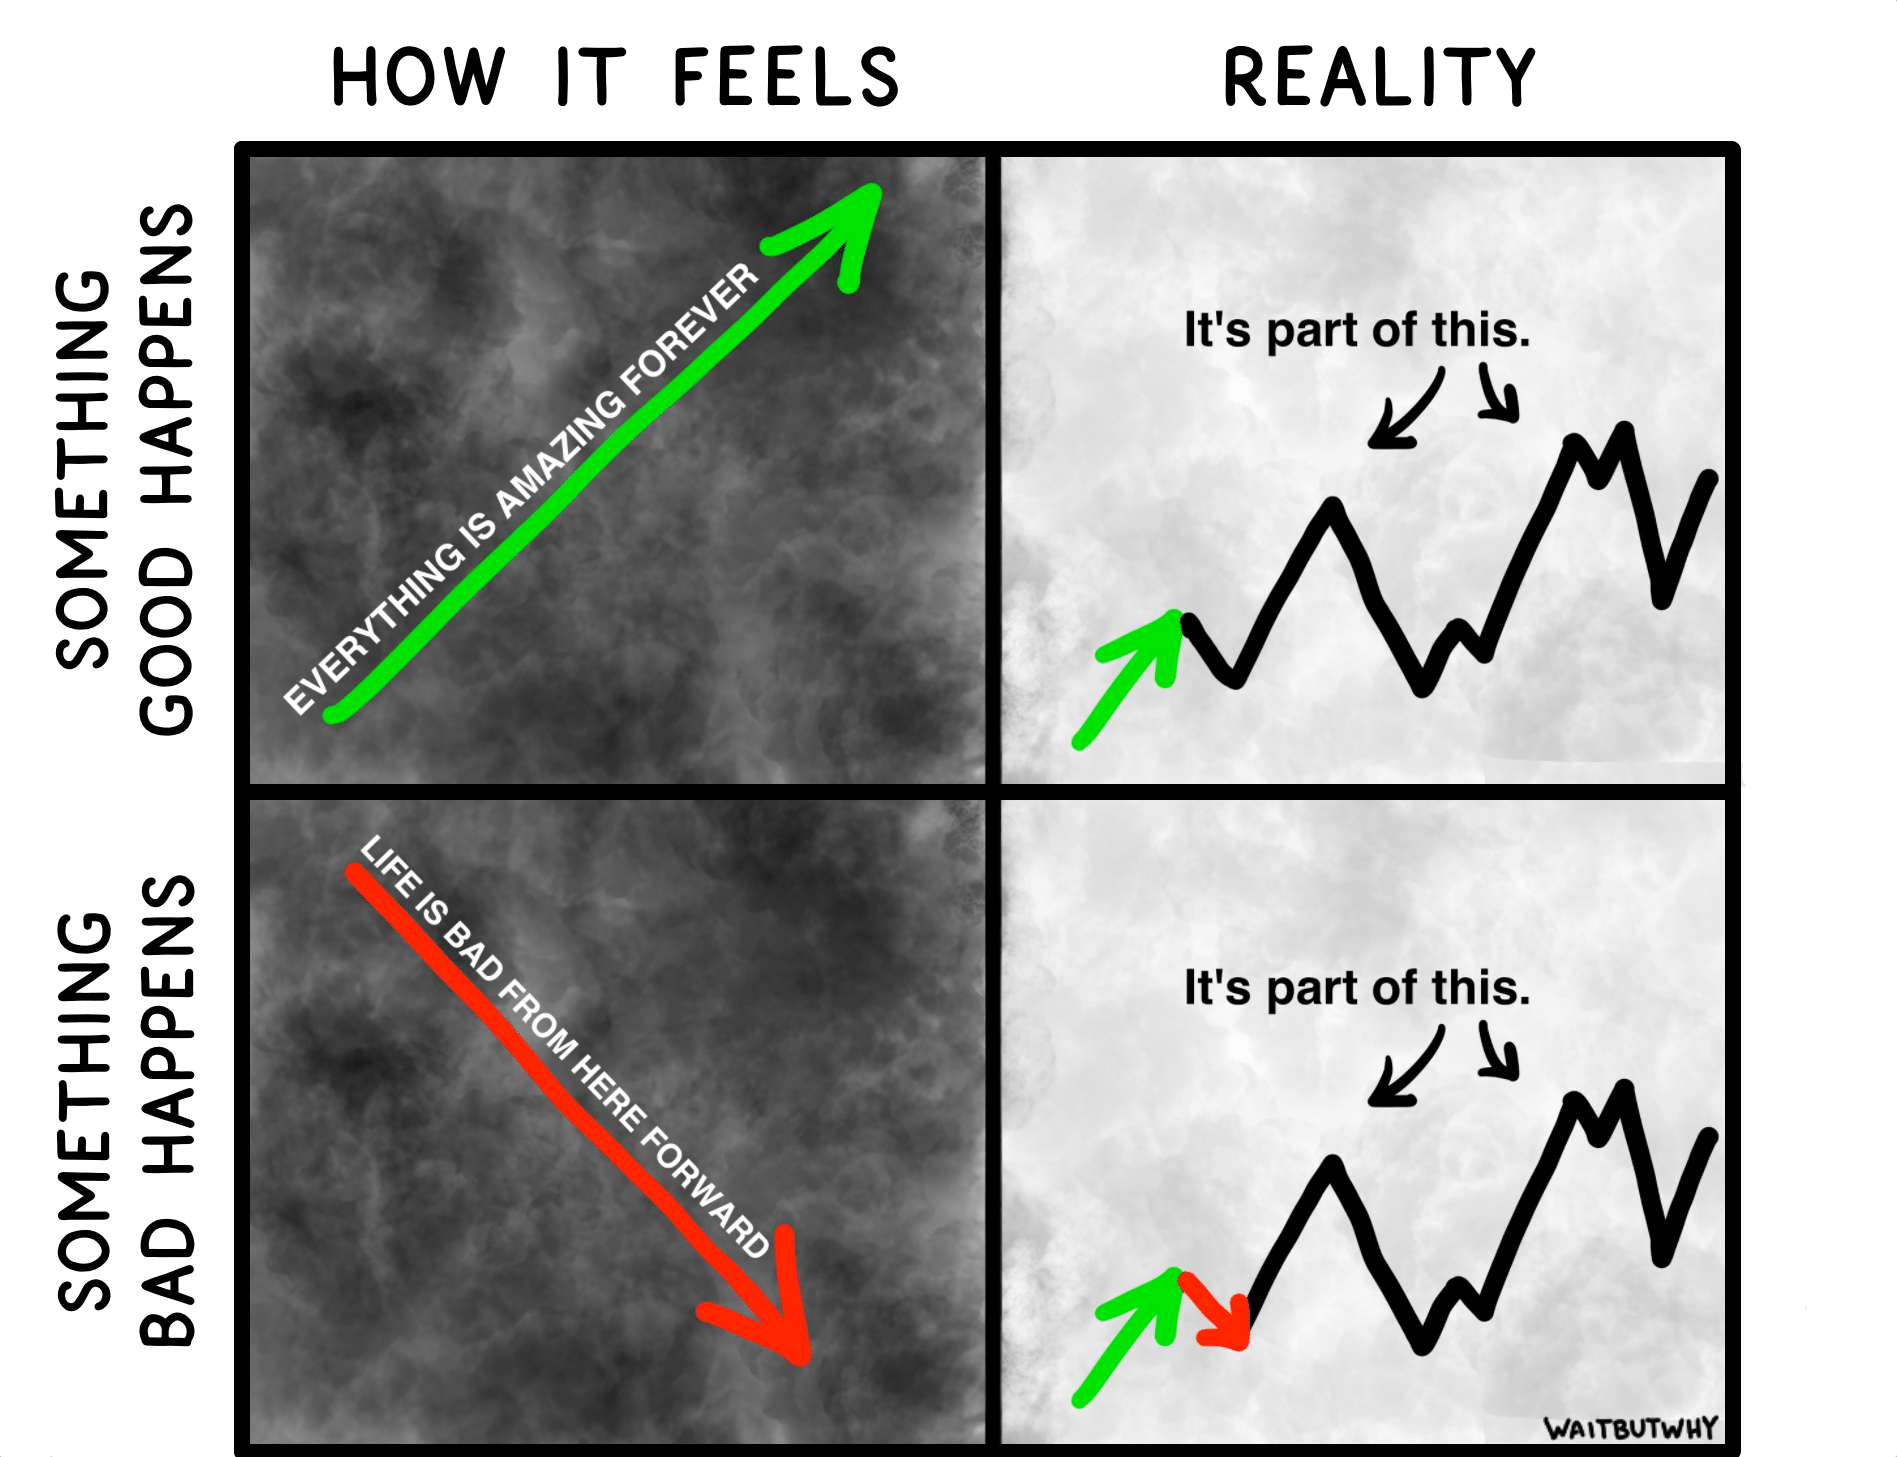 HOW IT FEELS
REALITY
SOMETHING
GOOD HAPPENS
EVERYTHING IS AMAZING FOREVER
It's part of this.
SOMETHING
BAD HAPPENS
LIFE IS BAD FROM HERE FORWARD
It's part of this.
WAITBUTWHY